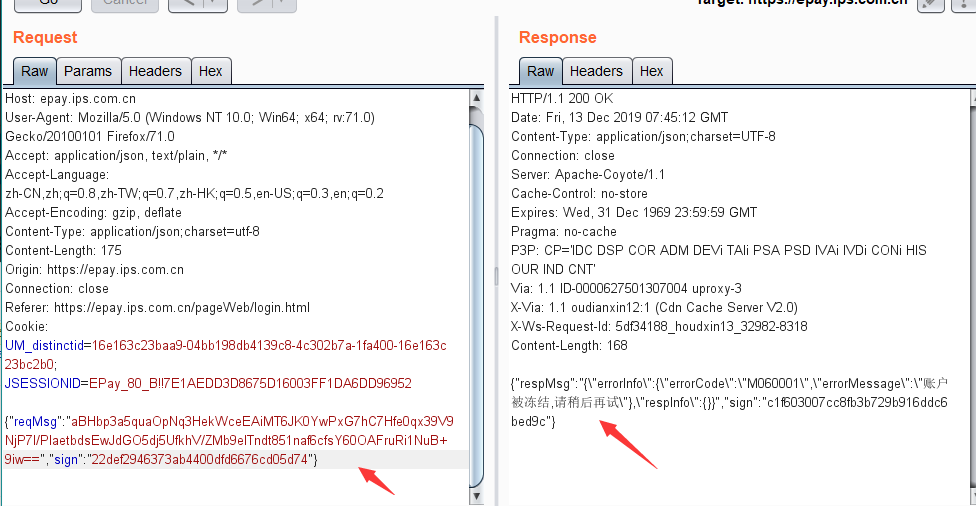 Go
Cancel
<
>
Target: https://epay.ips.com.cn
Request
Response
Raw Params Headers Hex
Raw Headers Hex
Host: epay.ips.com.cn
User-Agent: Mozilla/5.0 (Windows NT 10.0; Win64; x64; rv:71.0)
Gecko/20100101 Firefox/71.0
Accept: application/json, text/plain, */*
Accept-Language:
zh-CN,zh;q=0.8,zh-TW;q=0.7,zh-HK;q=0.5,en-US;q=0.3,en;q=0.2
Accept-Encoding: gzip, deflate
Content-Type: application/json;charset=utf-8
Content-Length: 175
Origin: https://epay.ips.com.cn
Connection: close
Referer: https://epay.ips.com.cn/pageWeb/login.html
Cookie:
UM_distinctid=16e163c23baa9-04bb198db4139c8-4c302b7a-1fa400-16e163c
23bc2b0;
JSESSIONID=EPay_80_B!!7E1AEDD3D8675D16003FF1DA6DD96952
{"reqMsg":"aBHbp3a5quaOpNq3HekWceEAiMT6JK0YwPxG7hC7Hfe0qx39V9
NjP7I/PIaetbdsEwJdGO5dj5UfkhV/ZMb9eITndt851naf6cfsY60OAFruRi1NuB+
9iw==","sign":"22def2946373ab4400dfd6676cd05d74"}
HTTP/1.1 200 OK
Date: Fri, 13 Dec 2019 07:45:12 GMT
Content-Type: application/json;charset=UTF-8
Connection: close
Server: Apache-Coyote/1.1
Cache-Control: no-store
Expires: Wed, 31 Dec 1969 23:59:59 GMT
Pragma: no-cache
P3P: CP='IDC DSP COR ADM DEVi TAIi PSA PSD IVAi IVDi CONi HIS
OUR IND CNT'
Via: 1.1 ID-0000627501307004 uproxy-3
X-Via: 1.1 oudianxin12:1 (Cdn Cache Server V2.0)
X-Ws-Request-Id: 5df34188_houdxin13_32982-8318
Content-Length: 168
{"respMsg":"{\"errorInfo\":{\"errorCode\":\"M060001\",\"errorMessage\":\"账户
被冻结,请稍后再试\"},\"respInfo\":{}}","sign":"c1f603007cc8fb3b729b916ddc6
bed9c"}